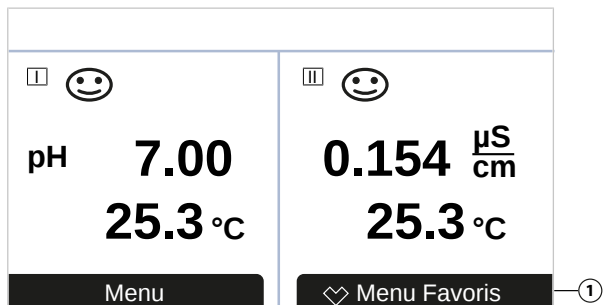 I
II
pH 7.00
0.154 µS/cm
25.3 °C
25.3 °C
Menu
Menu Favoris
1